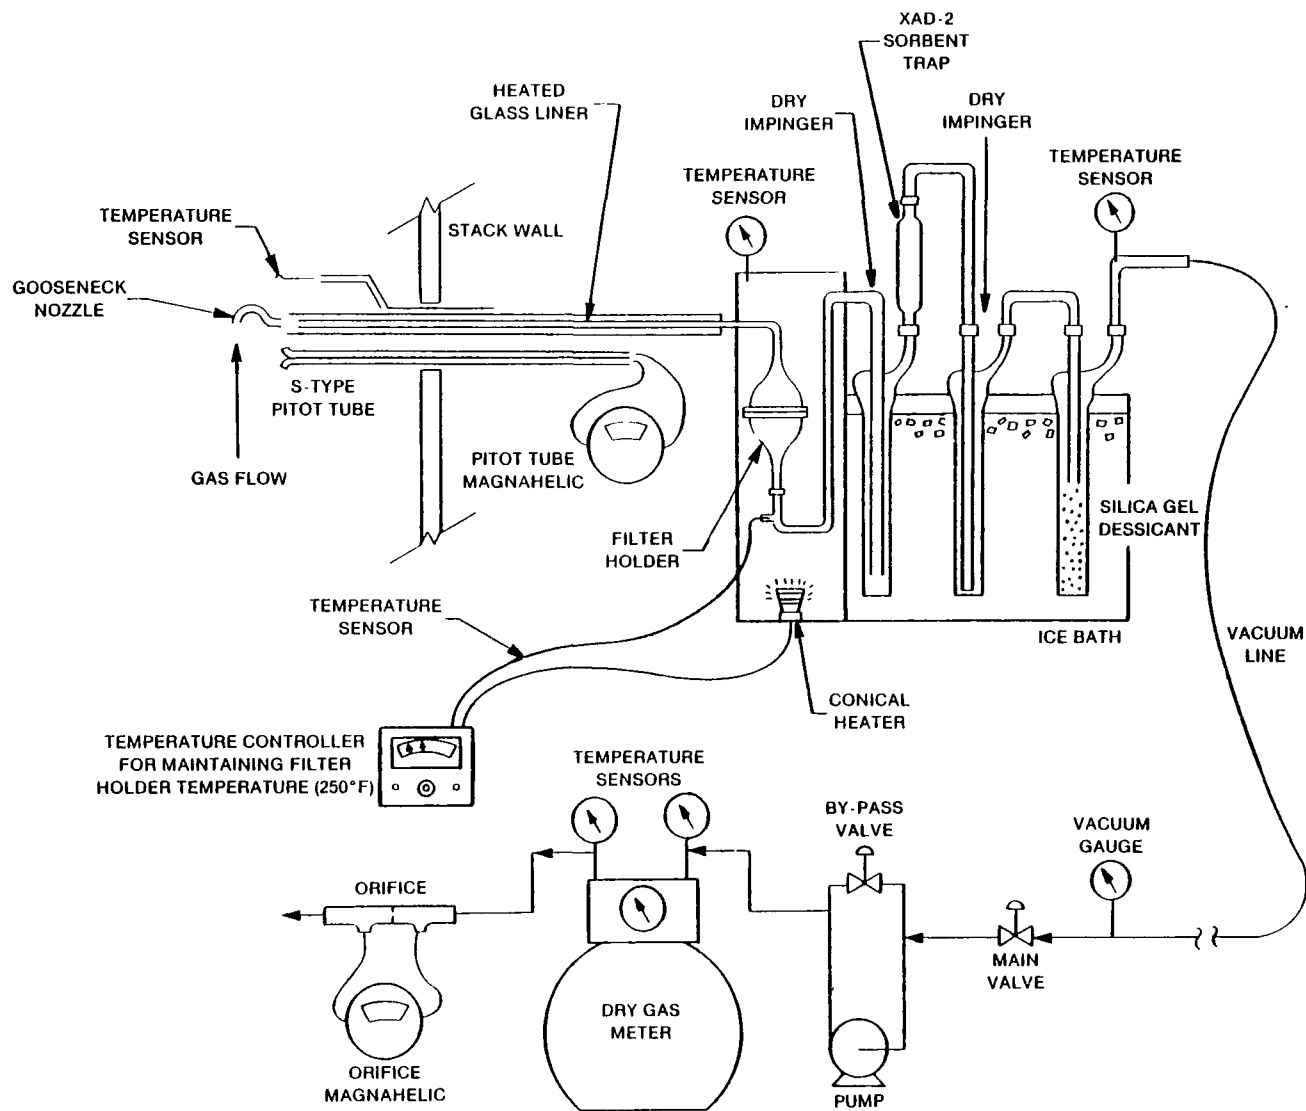 XAD-2
SORBENT
TRAP
HEATED
GLASS LINER
DRY
IMPINGER
DRY
IMPINGER
TEMPERATURE
SENSOR
TEMPERATURE
SENSOR
TEMPERATURE
SENSOR
STACK WALL
GOOSENECK
NOZZLE
S-TYPE
PITOT TUBE
GAS FLOW
PITOT TUBE
MAGNAHELIC
FILTER
HOLDER
SILICA GEL
DESSICANT
TEMPERATURE
SENSOR
ICE BATH
VACUUM
LINE
CONICAL
HEATER
TEMPERATURE CONTROLLER
FOR MAINTAINING FILTER
HOLDER TEMPERATURE (250°F)
TEMPERATURE
SENSORS
BY-PASS
VALVE
VACUUM
GAUGE
ORIFICE
MAIN
VALVE
DRY GAS
METER
ORIFICE
MAGNAHELIC
PUMP